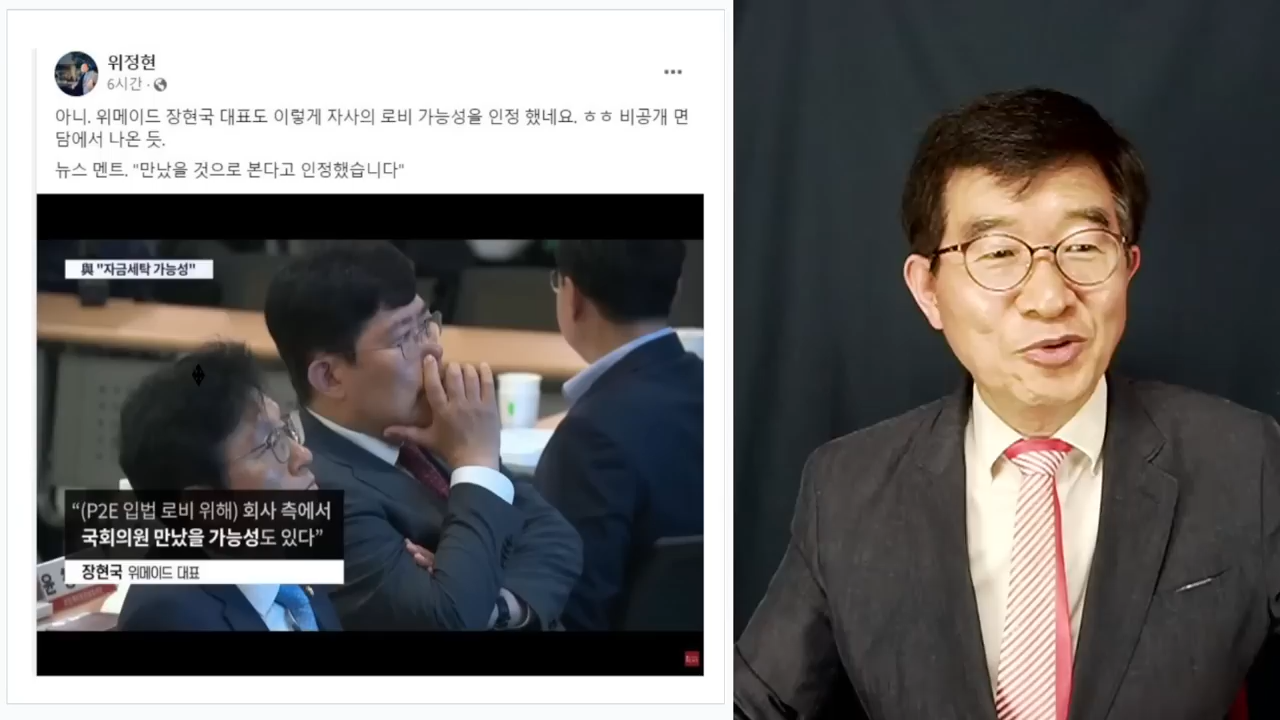 위정현
6시간 ·
아니. 위메이드 장현국 대표도 이렇게 자사의 로비 가능성을 인정 했네요. ㅎㅎ 비공개 면
담에서 나온 듯.
뉴스 멘트. "만났을 것으로 본다고 인정했습니다"
與 "자금세탁 가능성"
“(P2E 입법 로비 위해) 회사 측에서
국회의원 만났을 가능성도 있다”
장현국 위메이드 대표